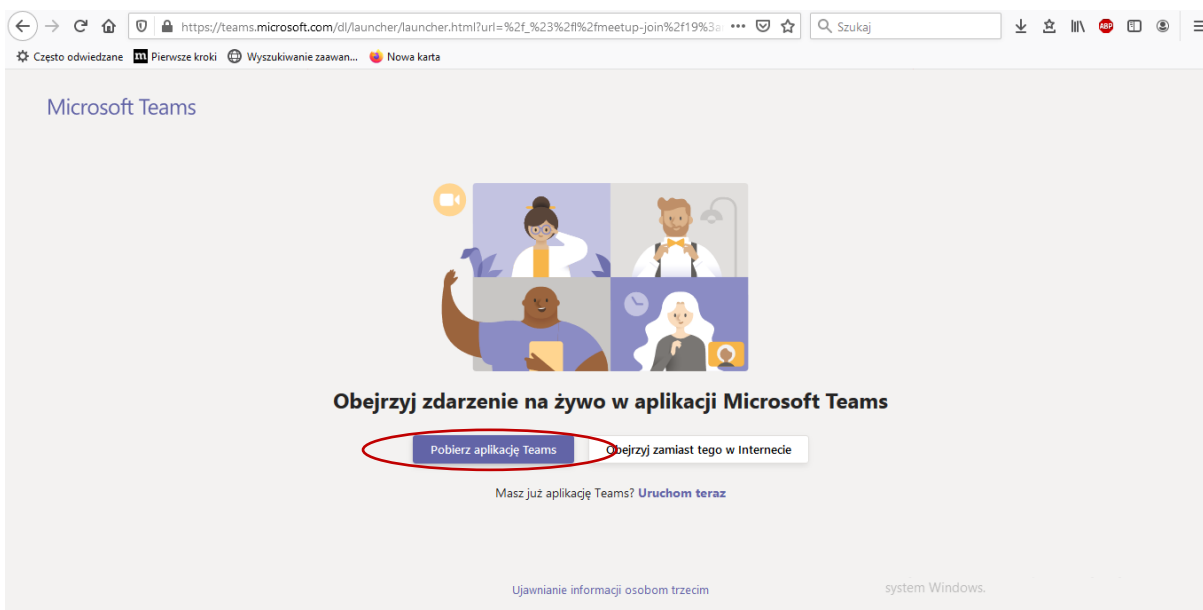 https://teams.microsoft.com/dl/launcher/launcher.html?url=%2f_%23%2fl%2fmeetup-join%2f19%3a
Szukaj
ABP
Często odwiedzane
m Pierwsze kroki
Wyszukiwanie zaawan...
Nowa karta
Microsoft Teams
Obejrzyj zdarzenie na żywo w aplikacji Microsoft Teams
Pobierz aplikację Teams
Obejrzyj zamiast tego w Internecie
Masz już aplikację Teams? Uruchom teraz
Ujawnianie informacji osobom trzecim
system Windows.